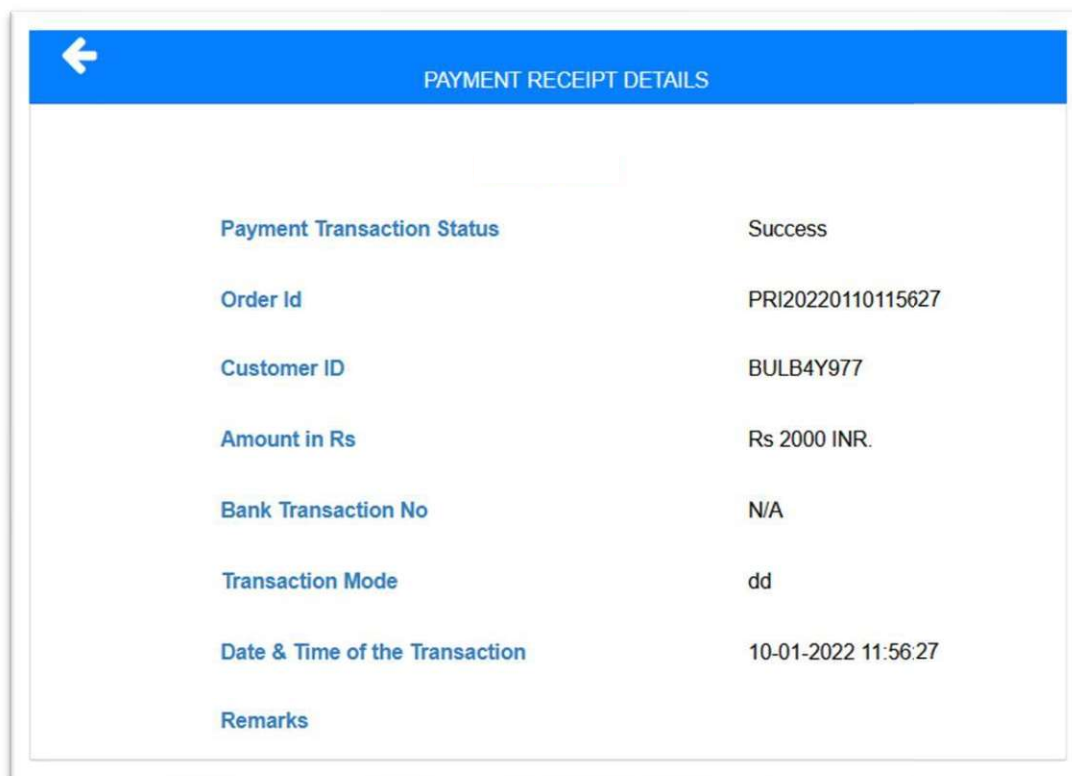 PAYMENT RECEIPT DETAILS
Payment Transaction Status Success
Order Id PRI20220110115627
Customer ID BULB4Y977
Amount in Rs Rs 2000 INR.
Bank Transaction No N/A
Transaction Mode dd
Date & Time of the Transaction 10-01-2022 11:56:27
Remarks